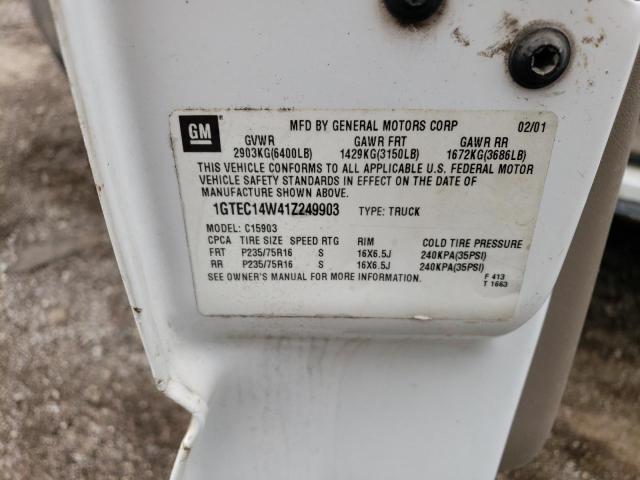 GM MFD BY GENERAL MOTORS CORP 02/01
GVWR GAWR FRT GAWR RR
2903KG(6400LB) 1429KG(3150LB) 1672KG(3686LB)
THIS VEHICLE CONFORMS TO ALL APPLICABLE U.S. FEDERAL MOTOR
VEHICLE SAFETY STANDARDS IN EFFECT ON THE DATE OF
MANUFACTURE SHOWN ABOVE.
1GTEC14W41Z249903 TYPE: TRUCK
MODEL: C15903
CPCA TIRE SIZE SPEED RTG RIM COLD TIRE PRESSURE
FRT P235/75R16 S 16X6.5J 240KPA(35PSI)
RR P235/75R16 S 16X6.5J 240KPA(35PSI)
SEE OWNER'S MANUAL FOR MORE INFORMATION.
F 413
T 1663